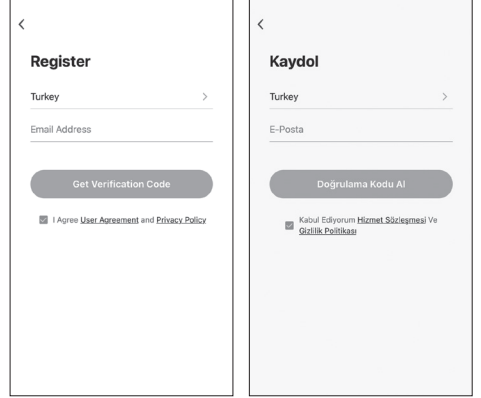 Register
Turkey
Email Address
Get Verification Code
I Agree User Agreement and Privacy Policy
Kaydol
Turkey
E-Posta
Doğrulama Kodu Al
Kabul Ediyorum Hizmet Sözleşmesi Ve
Gizlilik Politikası